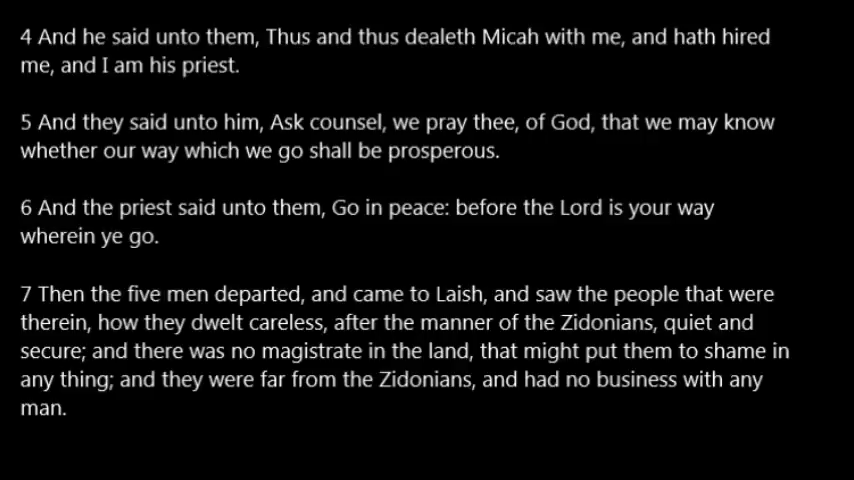 4 And he said unto them, Thus and thus dealeth Micah with me, and hath hired
me, and I am his priest.
5 And they said unto him, Ask counsel, we pray thee, of God, that we may know
whether our way which we go shall be prosperous.
6 And the priest said unto them, Go in peace: before the Lord is your way
wherein ye go.
7 Then the five men departed, and came to Laish, and saw the people that were
therein, how they dwelt careless, after the manner of the Zidonians, quiet and
secure; and there was no magistrate in the land, that might put them to shame in
any thing; and they were far from the Zidonians, and had no business with any
man.